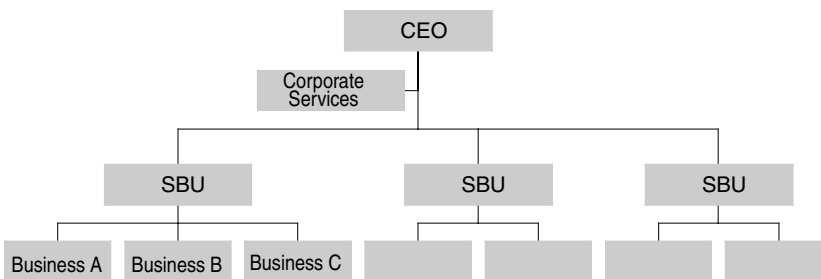 CEO
Corporate
Services
SBU
SBU
SBU
Business A
Business B
Business C